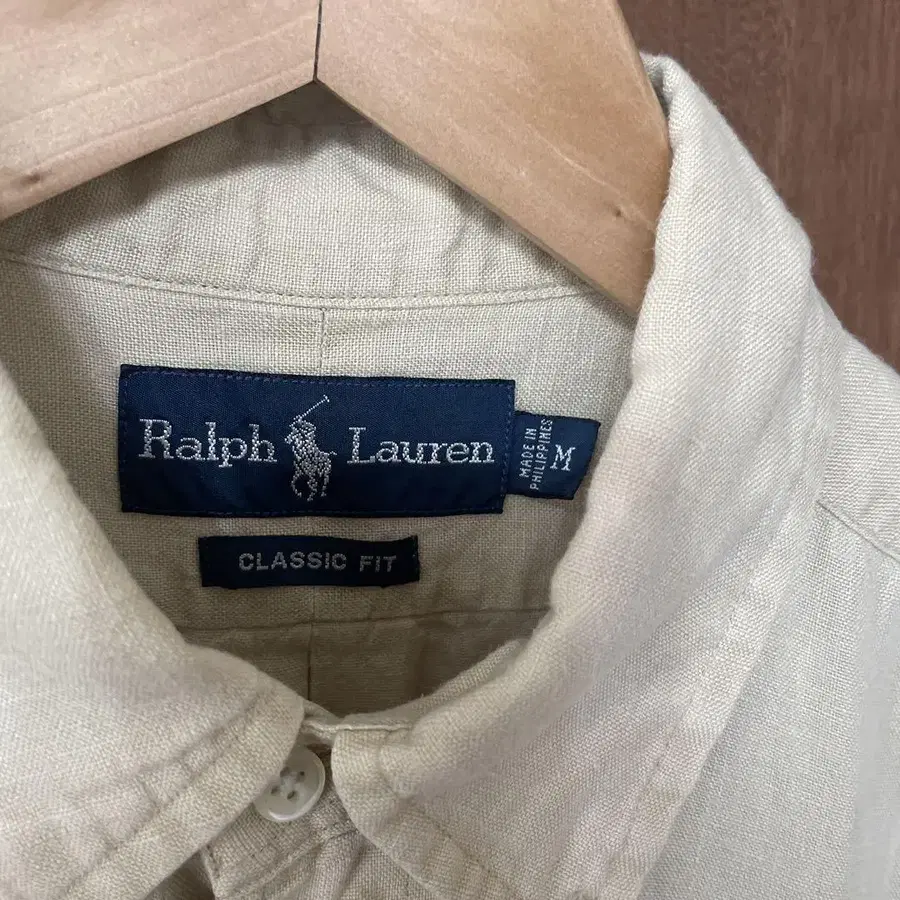 Ralph Lauren
MADE IN
PHILIPPINES
M
CLASSIC FIT